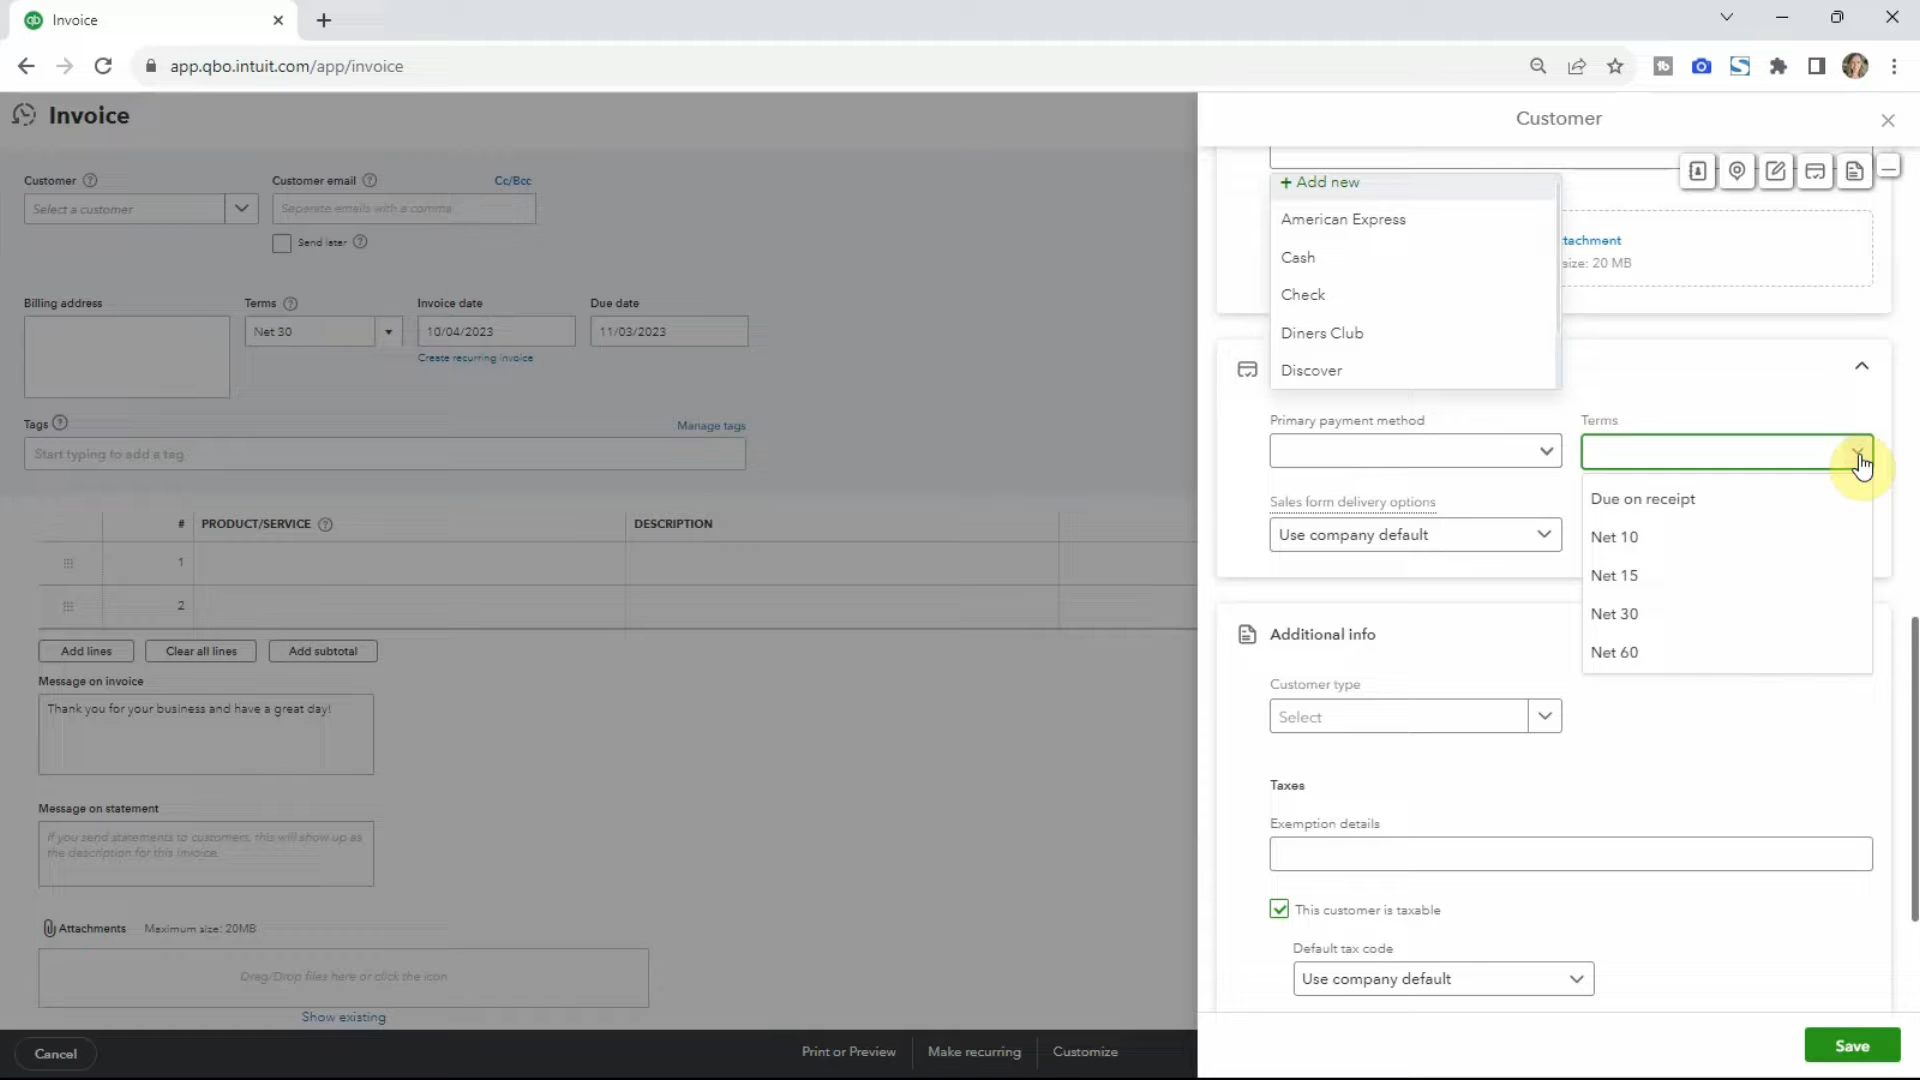 Invoice
app.qbo.intuit.com/app/invoice
Invoice
Customer
Customer email
Cc/Bcc
Select a customer
Separate emails with a comma
Send later
Billing address
Terms
Invoice date
Due date
Net 30
10/04/2023
11/03/2023
Create recurring invoice
Tags
Manage tags
Start typing to add a tag
# PRODUCT/SERVICE DESCRIPTION
1
2
Add lines
Clear all lines
Add subtotal
Message on invoice
Thank you for your business and have a great day!
Message on statement
If you send statements to customers, this will show up as
the description for this invoice.
Attachments Maximum size: 20MB
Drag/Drop files here or click the icon
Show existing
Cancel
Print or Preview
Make recurring
Customize
Customer
+ Add new
American Express
Cash
Check
Diners Club
Discover
tachment
size: 20 MB
Primary payment method
Terms
Sales form delivery options
Use company default
Due on receipt
Net 10
Net 15
Net 30
Net 60
Additional info
Customer type
Select
Taxes
Exemption details
This customer is taxable
Default tax code
Use company default
Save